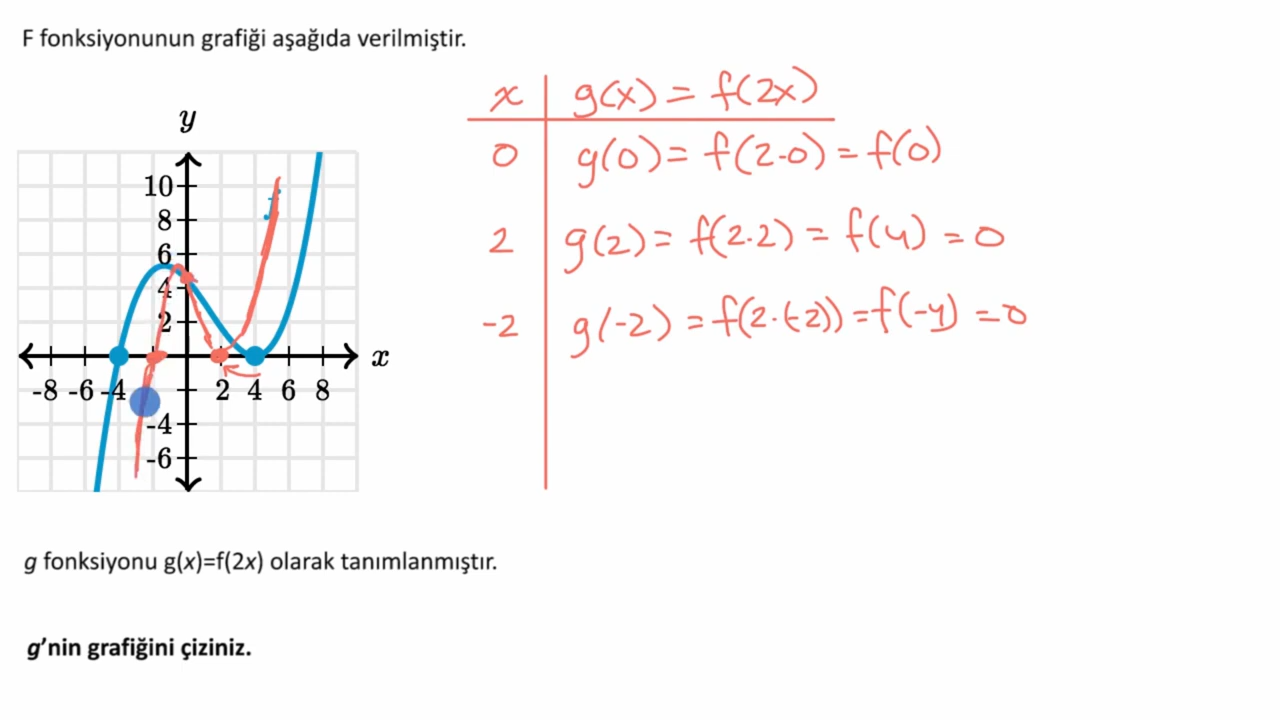 F fonksiyonunun grafiği aşağıda verilmiştir.
x g(x) = f(2x)
0 g(0) = f(2·0) = f(0)
2 g(2) = f(2·2) = f(4) = 0
-2 g(-2) = f(2·(-2)) = f(-4) = 0
y
10
8
6
4
2
x
-8 -6 -4 2 4 6 8
-4
-6
g fonksiyonu g(x)=f(2x) olarak tanımlanmıştır.
g’nin grafiğini çiziniz.